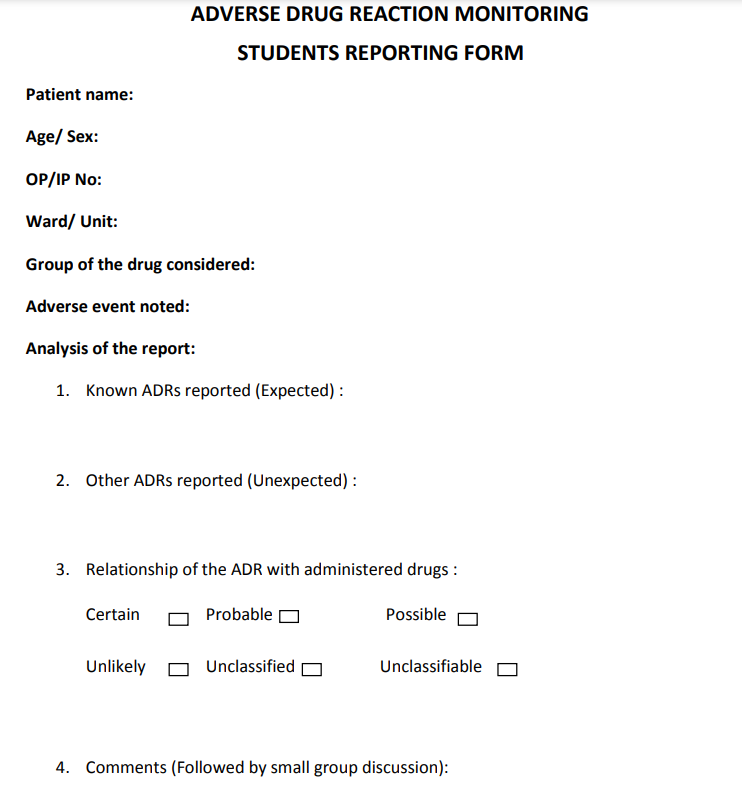 ADVERSE DRUG REACTION MONITORING
STUDENTS REPORTING FORM
Patient name:
Age/ Sex:
OP/IP No:
Ward/ Unit:
Group of the drug considered:
Adverse event noted:
Analysis of the report:
1. Known ADRs reported (Expected) :
2. Other ADRs reported (Unexpected) :
3. Relationship of the ADR with administered drugs :
Certain Probable Possible
Unlikely Unclassified Unclassifiable
4. Comments (Followed by small group discussion):